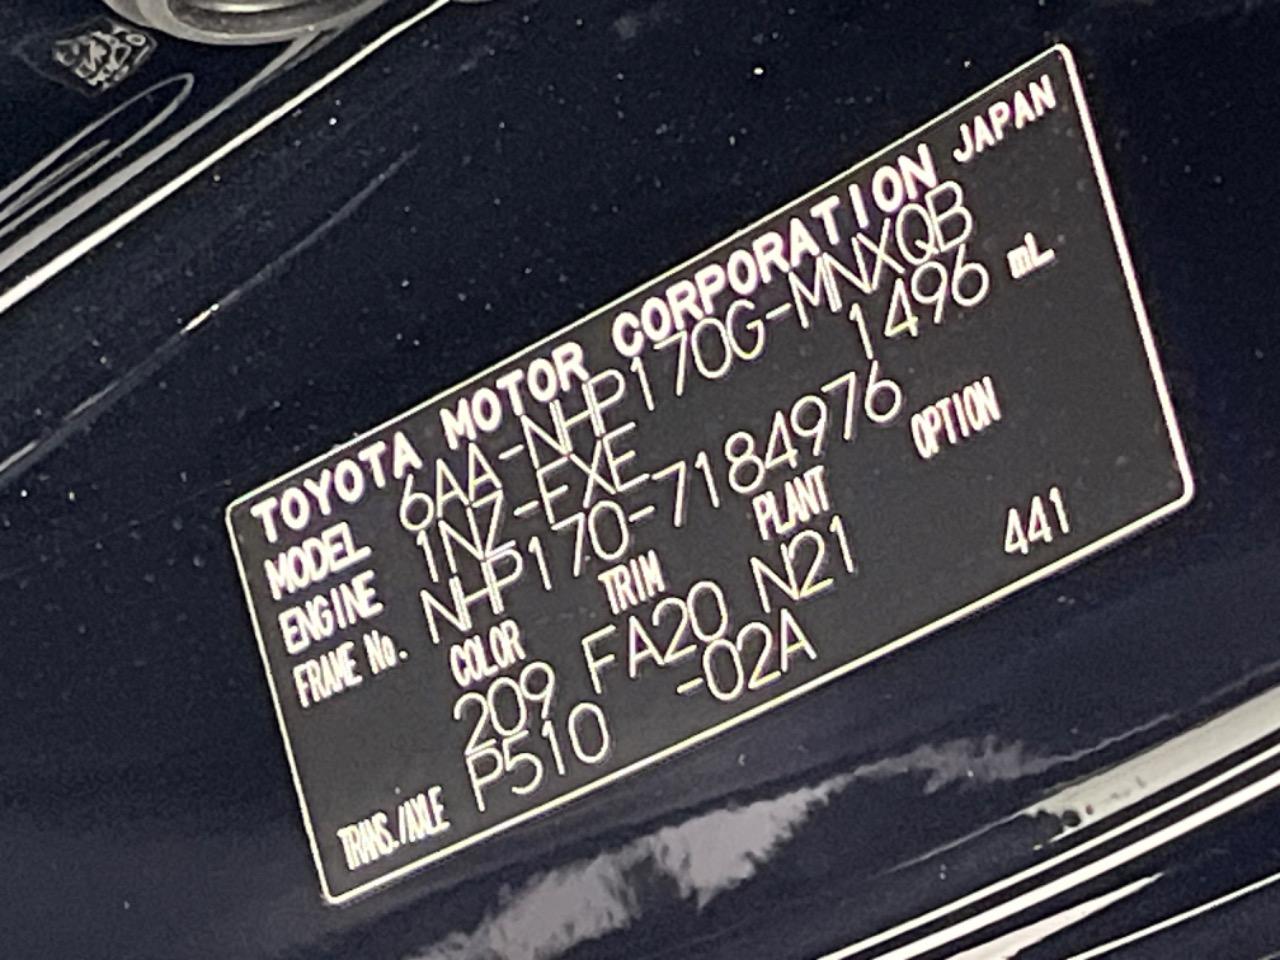 TOYOTA MOTOR CORPORATION JAPAN
MODEL 6AA-NHP170G-MNXQB
ENGINE 1NZ-FXE 1496 mL
FRAME No. NHP170-7184976
COLOR TRIM PLANT OPTION
209 FA20 N21 441
TRANS./AXLE P510 -02A